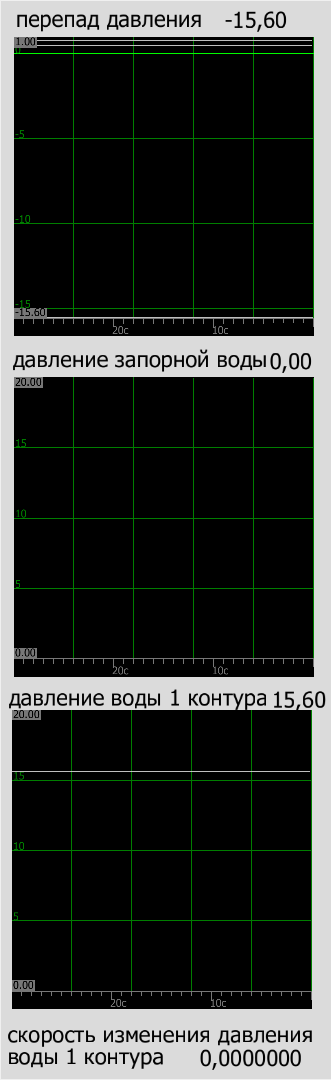 перепад давления -15,60
1.00
0
-5
-10
-15
-15.60
20с 10с
давление запорной воды 0,00
20.00
15
10
5
0.00
20с 10с
давление воды 1 контура 15,60
20.00
15
10
5
0.00
20с 10с
скорость изменения давления
воды 1 контура 0,0000000